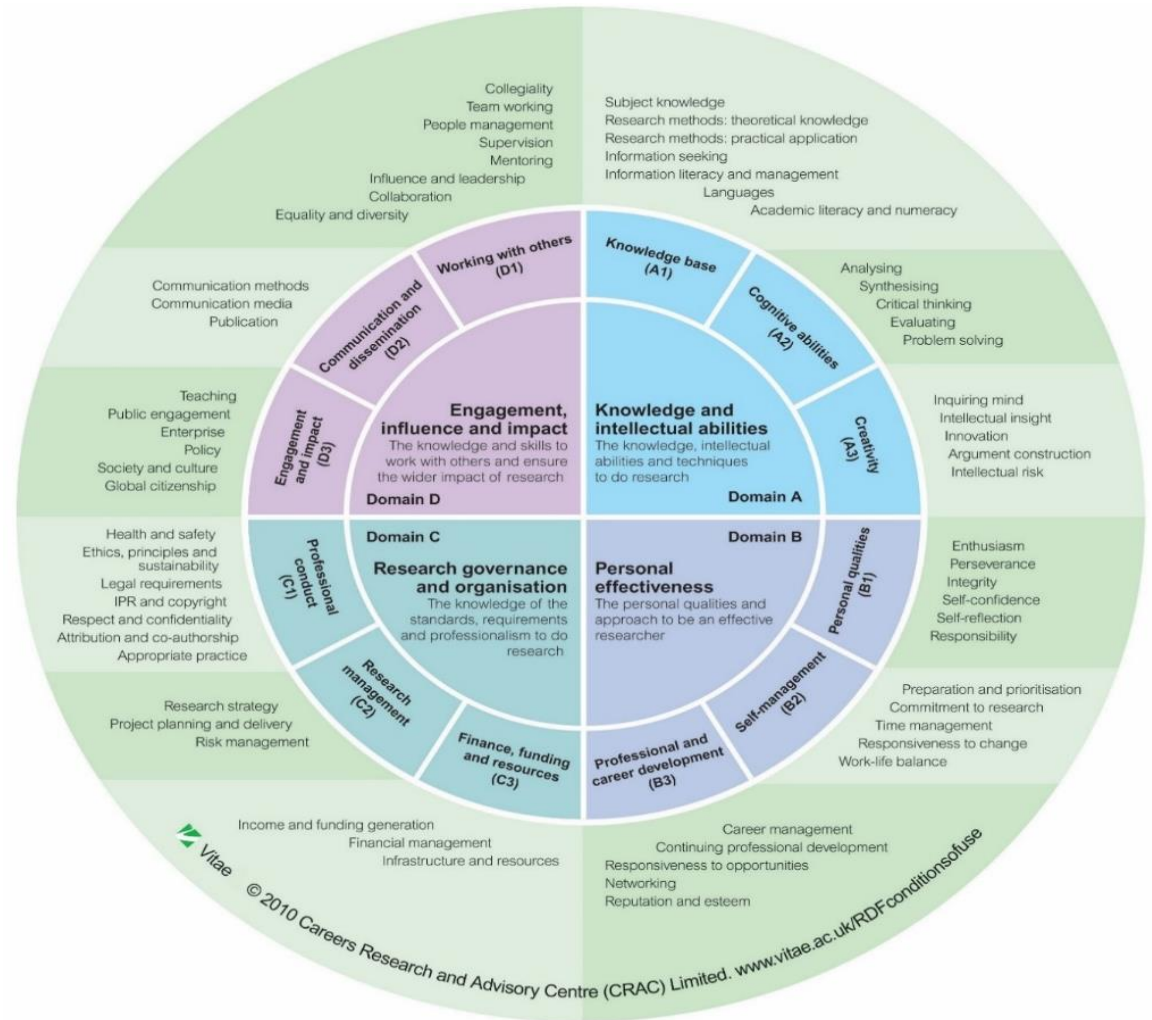 Collegiality
Team working
People management
Supervision
Mentoring
Influence and leadership
Collaboration
Equality and diversity
Subject knowledge
Research methods: theoretical knowledge
Research methods: practical application
Information seeking
Information literacy and management
Languages
Academic literacy and numeracy
Working with others
(D1)
Knowledge base
(A1)
Communication methods
Communication media
Publication
Communication and
dissemination
(D2)
Cognitive abilities
(A2)
Analysing
Synthesising
Critical thinking
Evaluating
Problem solving
Teaching
Public engagement
Enterprise
Policy
Society and culture
Global citizenship
Engagement
and impact
(D3)
Engagement,
influence and impact
The knowledge and skills to
work with others and ensure
the wider impact of research
Domain D
Knowledge and
intellectual abilities
The knowledge, intellectual
abilities and techniques
to do research
Domain A
Creativity
(A3)
Inquiring mind
Intellectual insight
Innovation
Argument construction
Intellectual risk
Health and safety
Ethics, principles and
sustainability
Legal requirements
IPR and copyright
Respect and confidentiality
Attribution and co-authorship
Appropriate practice
Professional
conduct
(C1)
Domain C
Research governance
and organisation
The knowledge of the
standards, requirements
and professionalism to do
research
Domain B
Personal
effectiveness
The personal qualities and
approach to be an effective
researcher
Personal qualities
(B1)
Enthusiasm
Perseverance
Integrity
Self-confidence
Self-reflection
Responsibility
Research strategy
Project planning and delivery
Risk management
Research
management
(C2)
Self-management
(B2)
Preparation and prioritisation
Commitment to research
Time management
Responsiveness to change
Work-life balance
Finance, funding
and resources
(C3)
Professional and
career development
(B3)
Income and funding generation
Financial management
Infrastructure and resources
Career management
Continuing professional development
Responsiveness to opportunities
Networking
Reputation and esteem
Vitae © 2010 Careers Research and Advisory Centre (CRAC) Limited. www.vitae.ac.uk/RDFconditionsofuse